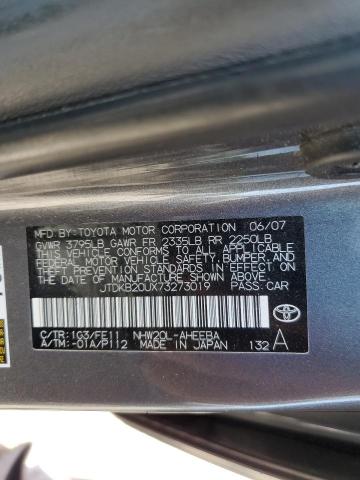 MFD BY: TOYOTA MOTOR CORPORATION 06/07
GVWR 3795LB GAWR FR 2335LB RR 2250LB
THIS VEHICLE CONFORMS TO ALL APPLICABLE
FEDERAL MOTOR VEHICLE SAFETY, BUMPER, AND
THEFT PREVENTION STANDARDS IN EFFECT ON
THE DATE OF MANUFACTURE SHOWN ABOVE.
JTDKB20UX73273019 PASS.CAR
C/TR:1G3/FE11 NHW20L-AHEEBA
A/TM:-01A/P112 MADE IN JAPAN 132 A